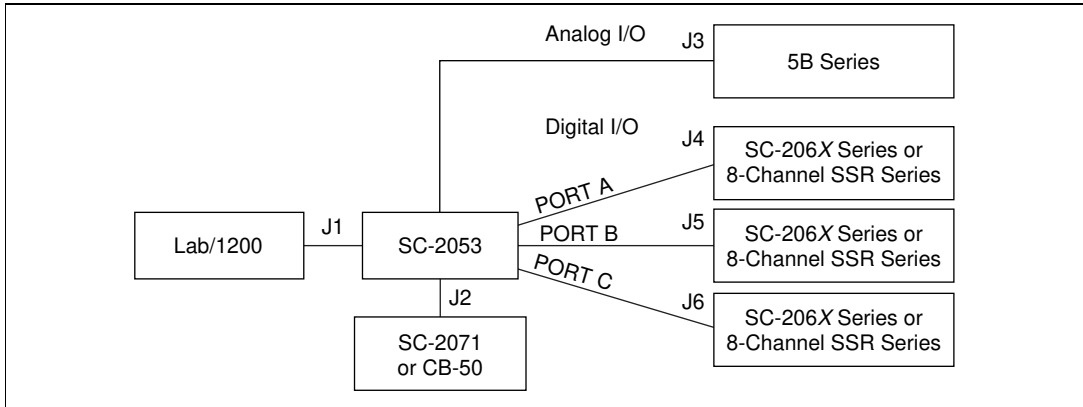 Analog I/O
J3
5B Series
Digital I/O
J4
SC-206X Series or
8-Channel SSR Series
PORT A
Lab/1200
J1
SC-2053
PORT B
J5
SC-206X Series or
8-Channel SSR Series
PORT C
J2
J6
SC-206X Series or
8-Channel SSR Series
SC-2071
or CB-50